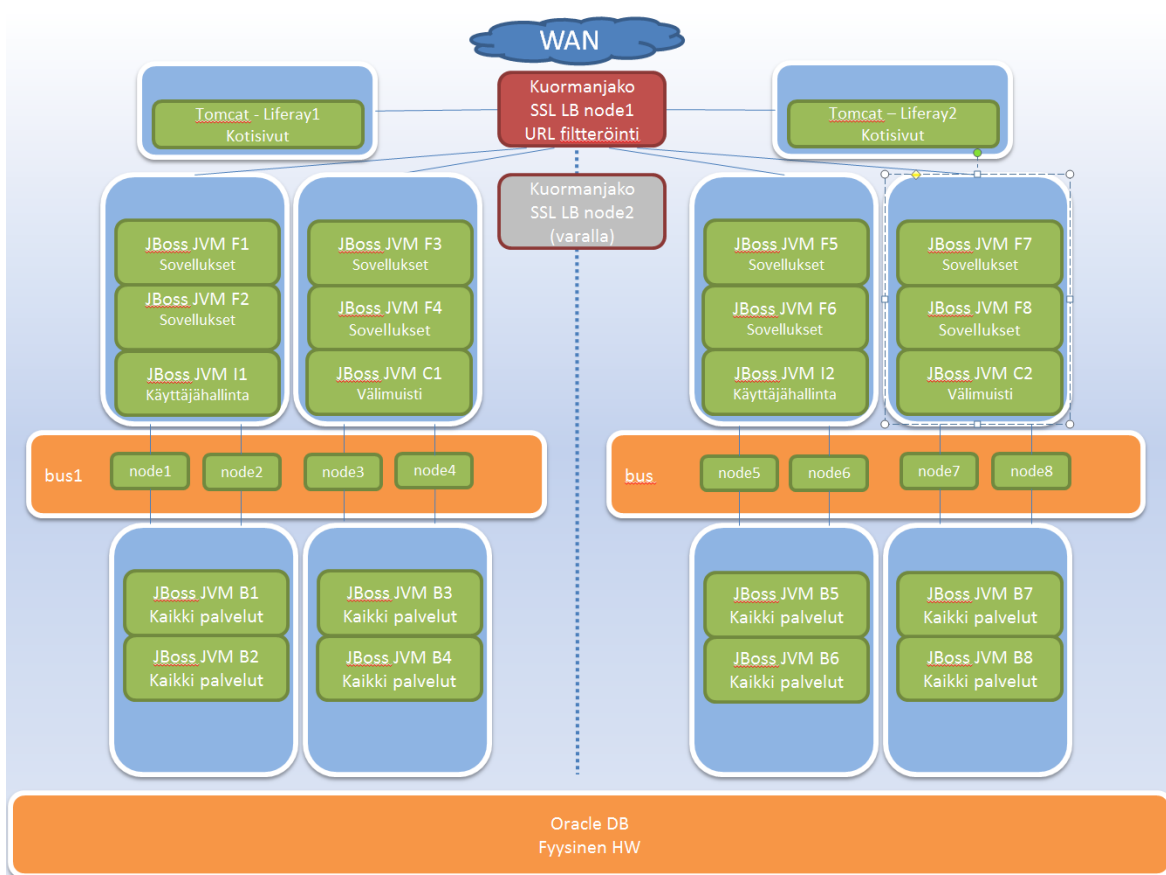 WAN
Kuormanjako
SSL LB node1
URL filtteröinti
Tomcat - Liferay1
Kotisivut
Tomcat – Liferay2
Kotisivut
Kuormanjako
SSL LB node2
(varalla)
JBoss JVM F1
Sovellukset
JBoss JVM F2
Sovellukset
JBoss JVM I1
Käyttäjähallinta
JBoss JVM F3
Sovellukset
JBoss JVM F4
Sovellukset
JBoss JVM C1
Välimuisti
JBoss JVM F5
Sovellukset
JBoss JVM F6
Sovellukset
JBoss JVM I2
Käyttäjähallinta
JBoss JVM F7
Sovellukset
JBoss JVM F8
Sovellukset
JBoss JVM C2
Välimuisti
bus1
node1
node2
node3
node4
bus
node5
node6
node7
node8
JBoss JVM B1
Kaikki palvelut
JBoss JVM B2
Kaikki palvelut
JBoss JVM B3
Kaikki palvelut
JBoss JVM B4
Kaikki palvelut
JBoss JVM B5
Kaikki palvelut
JBoss JVM B6
Kaikki palvelut
JBoss JVM B7
Kaikki palvelut
JBoss JVM B8
Kaikki palvelut
Oracle DB
Fyysinen HW